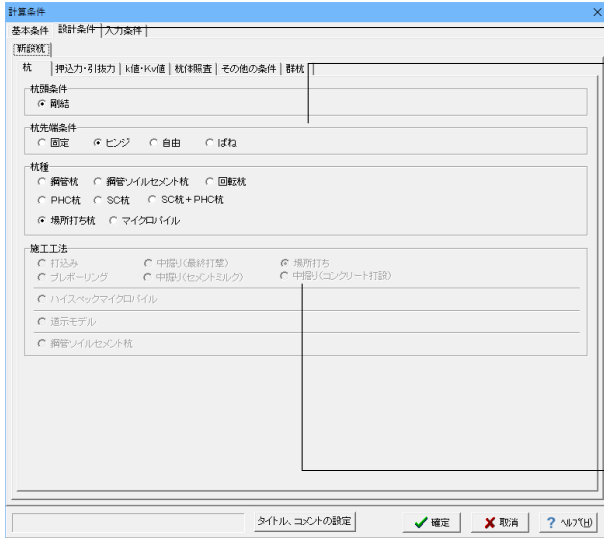 計算条件
基本条件 設計条件 入力条件
新設杭
杭 押込力・引抜力 k値・Kv値 杭体照査 その他の条件 群杭
杭頭条件
剛結
杭先端条件
固定 ヒンジ 自由 ばね
杭種
鋼管杭 鋼管ソイルセメント杭 回転杭
PHC杭 SC杭 SC杭+PHC杭
場所打ち杭 マイクロパイル
施工工法
打込み 中掘り(最終打撃) 場所打ち
プレボーリング 中掘り(セメントミルク) 中掘り(コンクリート打設)
ハイスペックマイクロパイル
道示モデル
鋼管ソイルセメント杭
タイトル、コメントの設定 確定 取消 ヘルプ(H)